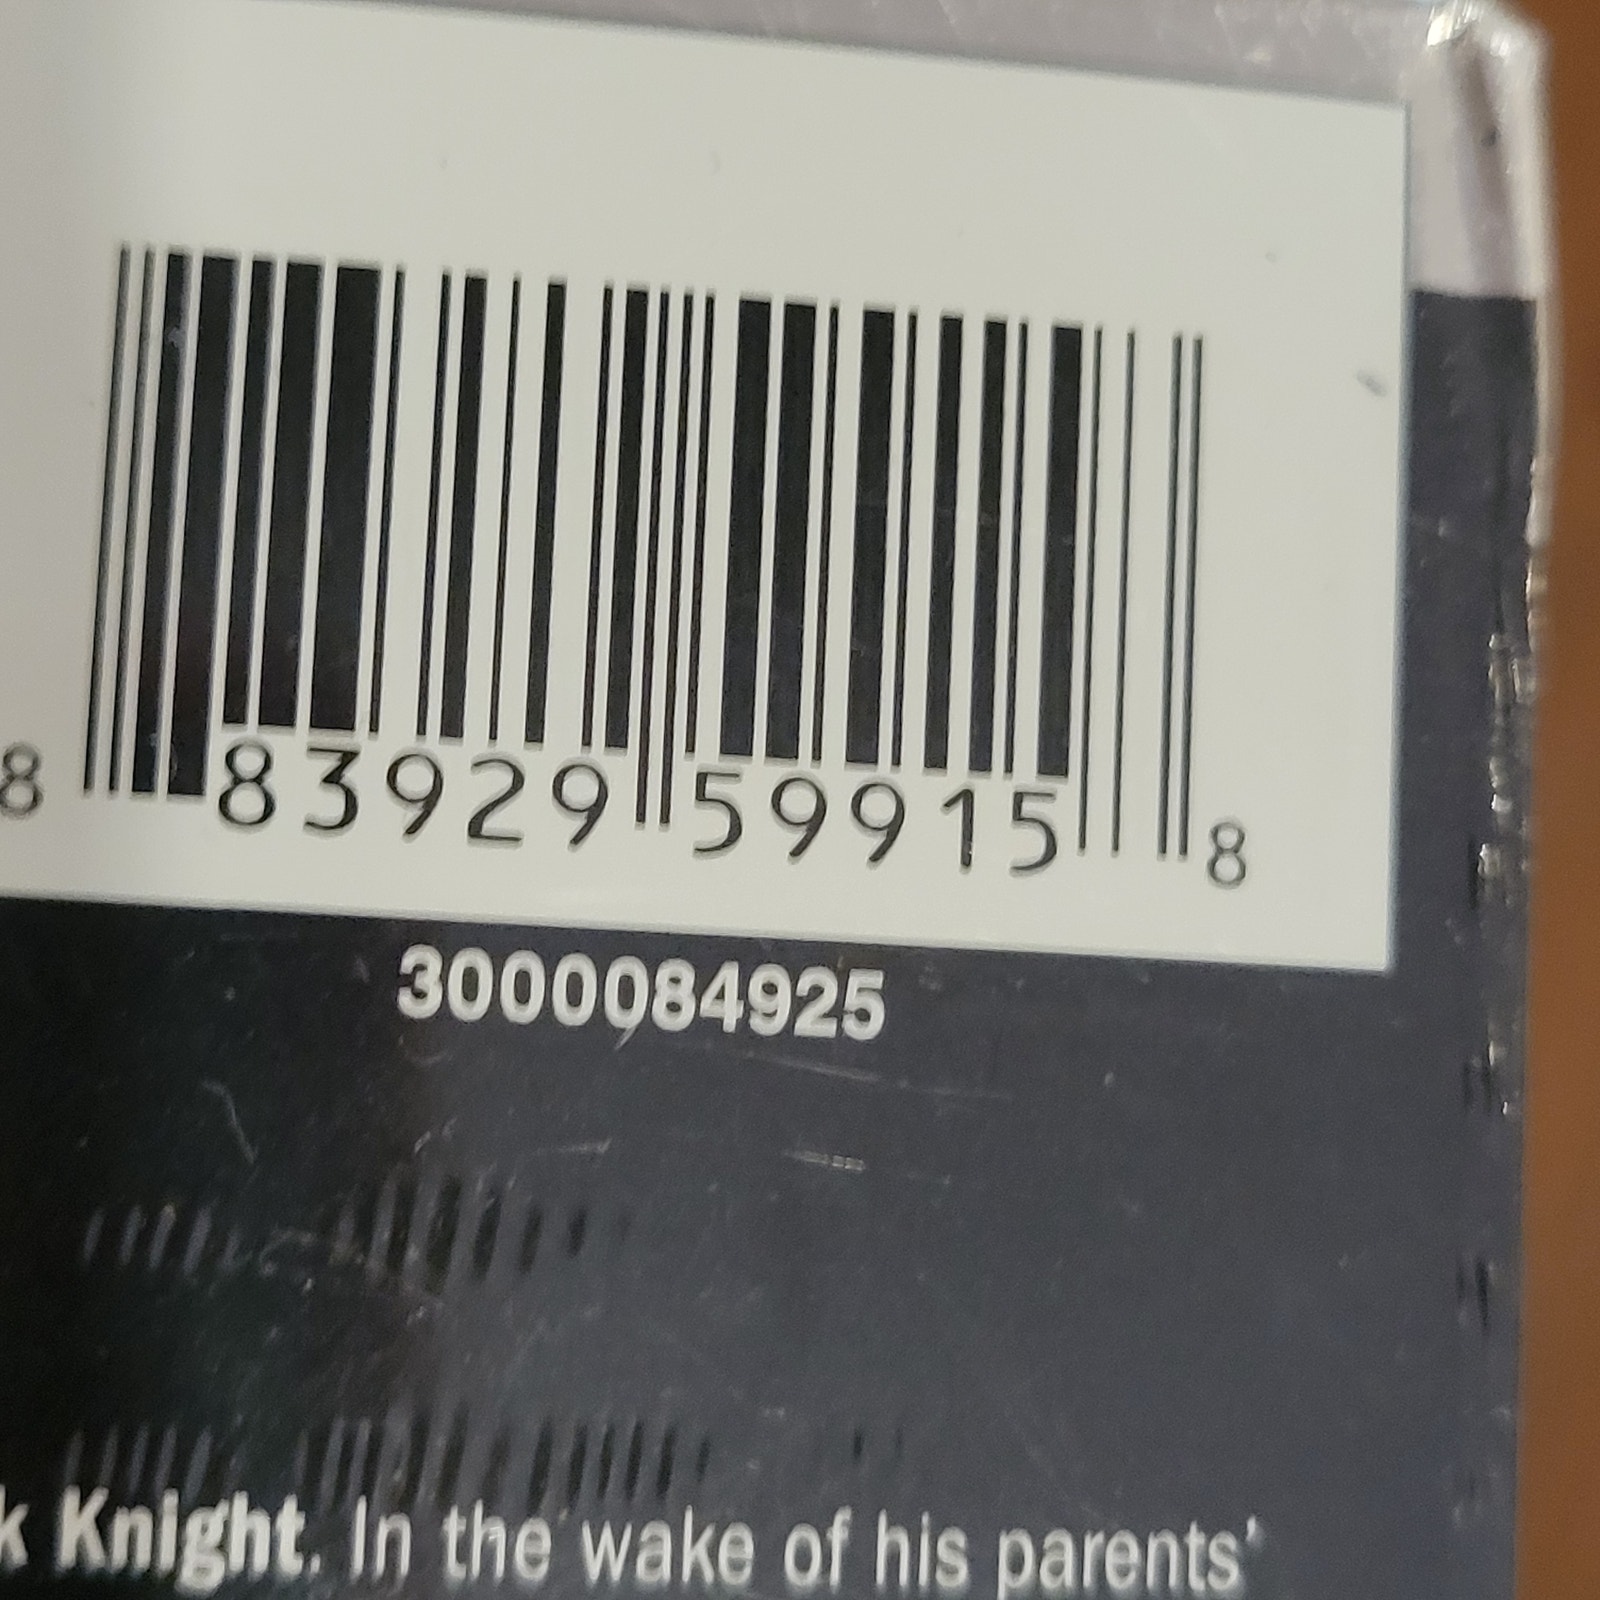 8 83929 59915 8
3000084925
k Knight. In the wake of his parents'